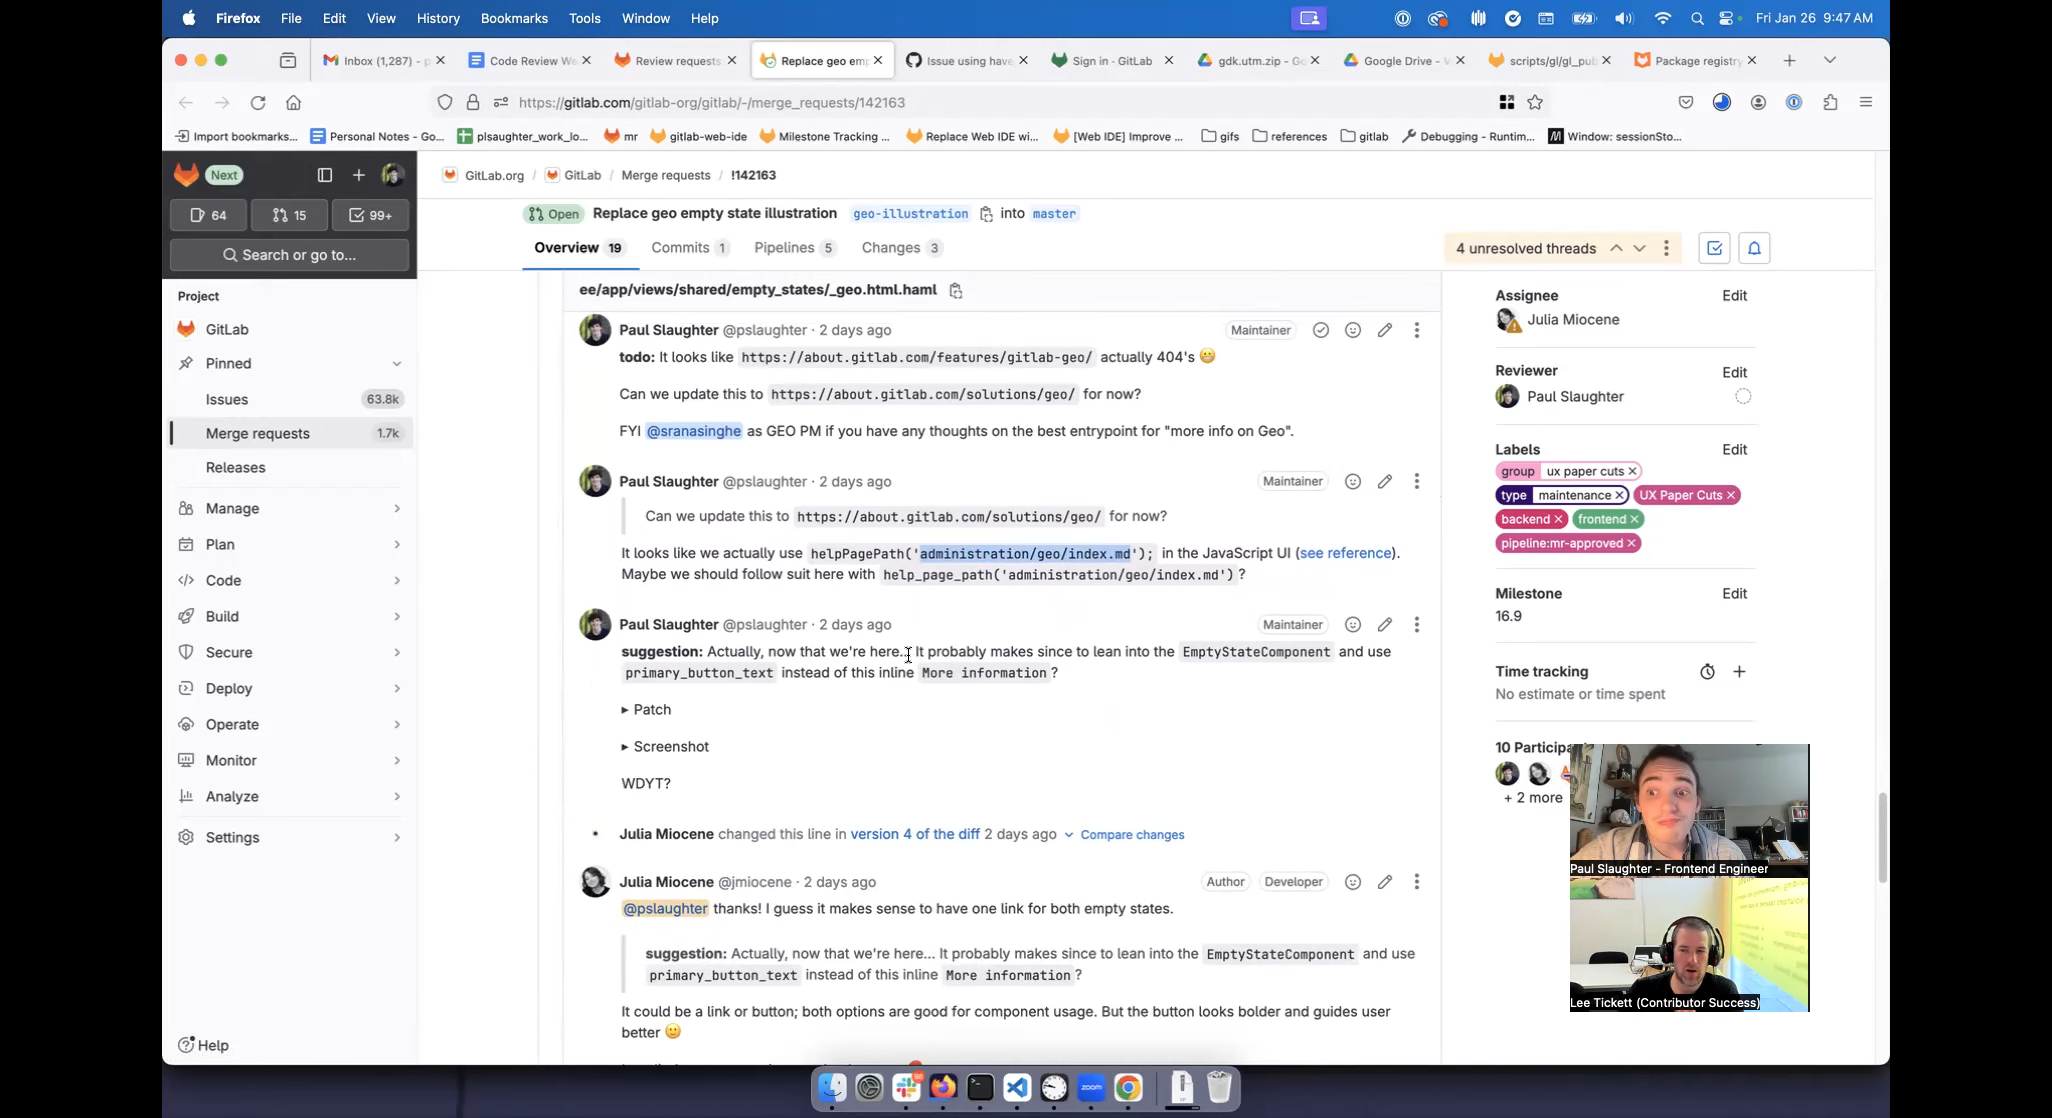 Firefox File Edit View History Bookmarks Tools Window Help
Fri Jan 26 9:47 AM
Inbox (1,287) - p
Code Review We
Review requests
Replace geo emp
Issue using have
Sign in · GitLab
gdk.utm.zip - Go
Google Drive - V
scripts/gl/gl_pub
Package registry
https://gitlab.com/gitlab-org/gitlab/-/merge_requests/142163
Import bookmarks...
Personal Notes - Go...
plsaughter_work_lo...
mr
gitlab-web-ide
Milestone Tracking ...
Replace Web IDE wi...
[Web IDE] Improve ...
gifs
references
gitlab
Debugging - Runtim...
Window: sessionSto...
Next
64
15
99+
Search or go to...
Project
GitLab
Pinned
Issues 63.8k
Merge requests 1.7k
Releases
Manage
Plan
Code
Build
Secure
Deploy
Operate
Monitor
Analyze
Settings
Help
GitLab.org / GitLab / Merge requests / !142163
Open Replace geo empty state illustration geo-illustration into master
Overview 19 Commits 1 Pipelines 5 Changes 3
4 unresolved threads
ee/app/views/shared/empty_states/_geo.html.haml
Paul Slaughter @pslaughter · 2 days ago Maintainer
todo: It looks like https://about.gitlab.com/features/gitlab-geo/ actually 404's 😬
Can we update this to https://about.gitlab.com/solutions/geo/ for now?
FYI @sranasinghe as GEO PM if you have any thoughts on the best entrypoint for "more info on Geo".
Paul Slaughter @pslaughter · 2 days ago Maintainer
Can we update this to https://about.gitlab.com/solutions/geo/ for now?
It looks like we actually use helpPagePath('administration/geo/index.md'); in the JavaScript UI (see reference).
Maybe we should follow suit here with help_page_path('administration/geo/index.md')?
Paul Slaughter @pslaughter · 2 days ago Maintainer
suggestion: Actually, now that we're here... It probably makes since to lean into the EmptyStateComponent and use
primary_button_text instead of this inline More information?
▸ Patch
▸ Screenshot
WDYT?
Julia Miocene changed this line in version 4 of the diff 2 days ago Compare changes
Julia Miocene @jmiocene · 2 days ago Author Developer
@pslaughter thanks! I guess it makes sense to have one link for both empty states.
suggestion: Actually, now that we're here... It probably makes since to lean into the EmptyStateComponent and use
primary_button_text instead of this inline More information?
It could be a link or button; both options are good for component usage. But the button looks bolder and guides user
better 🙂
Assignee Edit
Julia Miocene
Reviewer Edit
Paul Slaughter
Labels Edit
group ux paper cuts ×
type maintenance × UX Paper Cuts ×
backend × frontend ×
pipeline:mr-approved ×
Milestone Edit
16.9
Time tracking
No estimate or time spent
10 Participa
+ 2 more
Paul Slaughter - Frontend Engineer
Lee Tickett (Contributor Success)
zoom